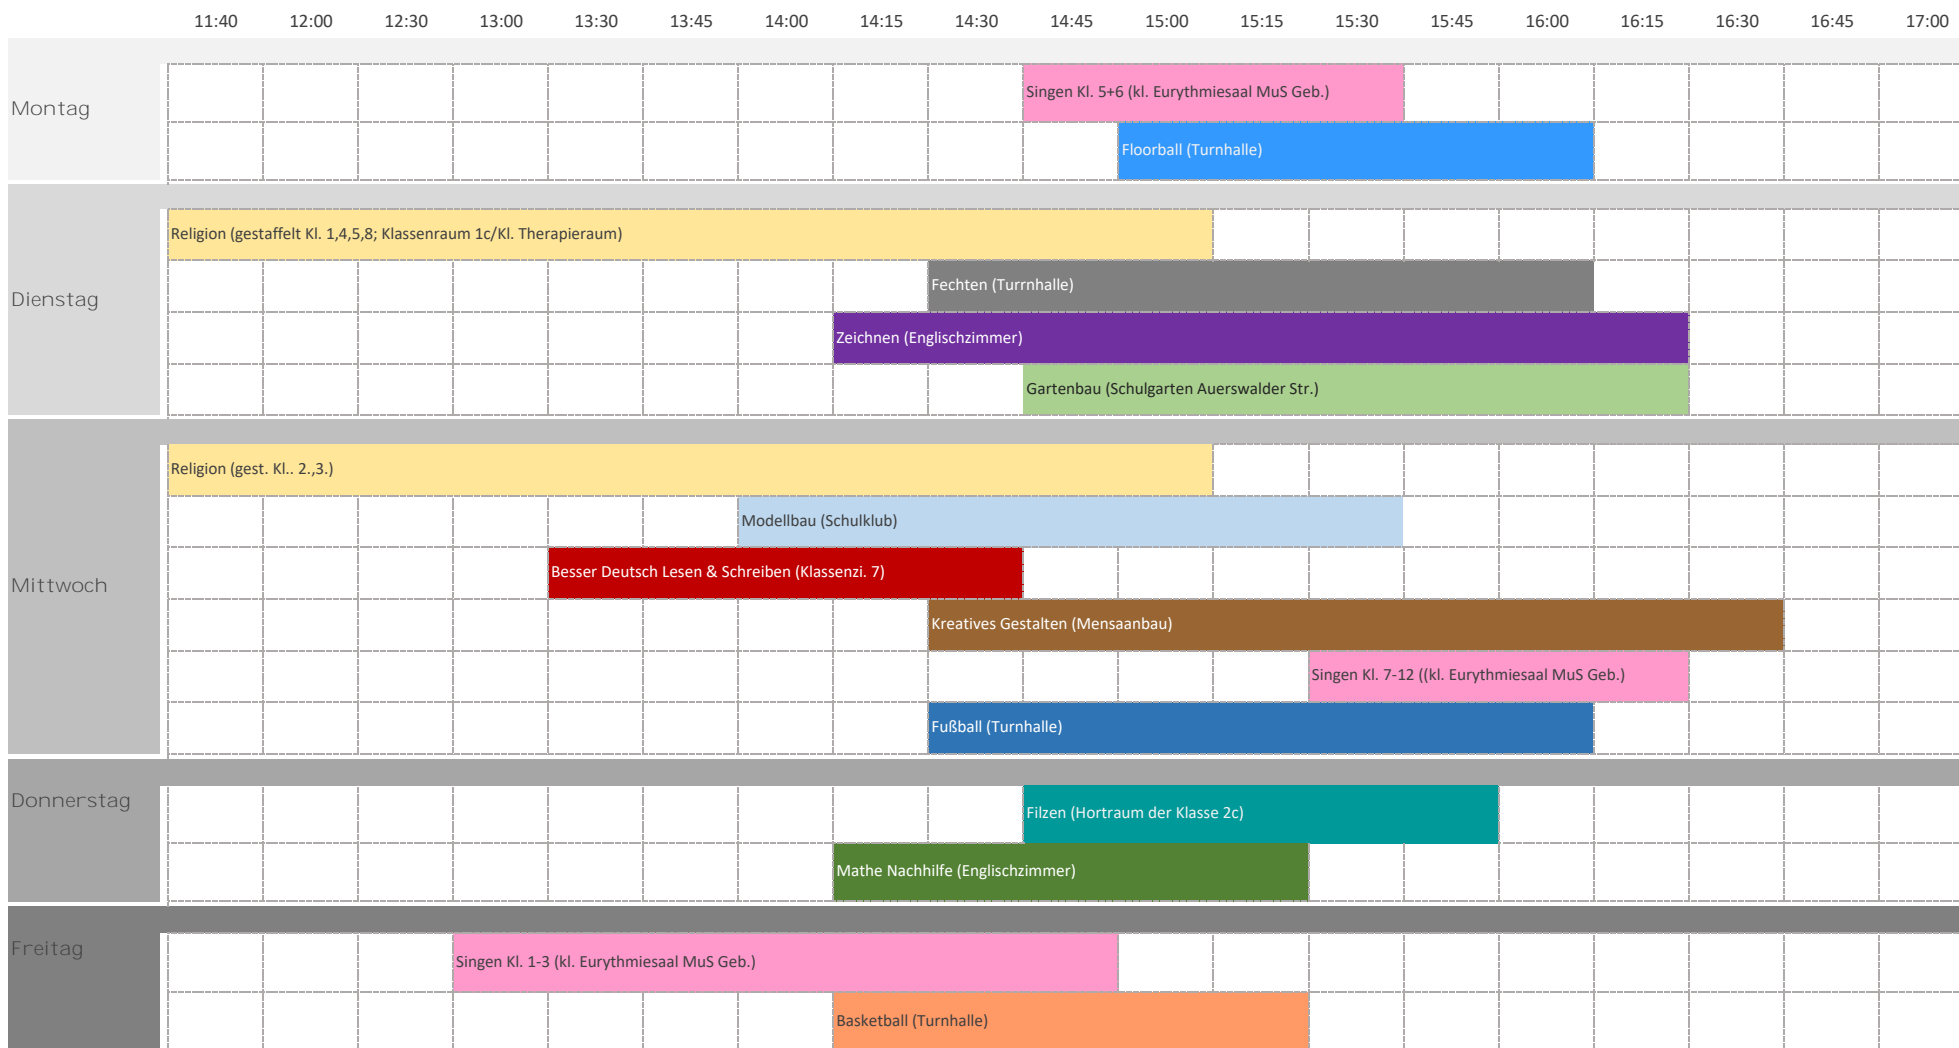 11:40 12:00 12:30 13:00 13:30 13:45 14:00 14:15 14:30 14:45 15:00 15:15 15:30 15:45 16:00 16:15 16:30 16:45 17:00
Montag
Singen Kl. 5+6 (kl. Eurythmiesaal MuS Geb.)
Floorball (Turnhalle)
Dienstag
Religion (gestaffelt Kl. 1,4,5,8; Klassenraum 1c/Kl. Therapieraum)
Fechten (Turrnhalle)
Zeichnen (Englischzimmer)
Gartenbau (Schulgarten Auerswalder Str.)
Mittwoch
Religion (gest. Kl.. 2.,3.)
Modellbau (Schulklub)
Besser Deutsch Lesen & Schreiben (Klassenzi. 7)
Kreatives Gestalten (Mensaanbau)
Singen Kl. 7-12 ((kl. Eurythmiesaal MuS Geb.)
Fußball (Turnhalle)
Donnerstag
Filzen (Hortraum der Klasse 2c)
Mathe Nachhilfe (Englischzimmer)
Freitag
Singen Kl. 1-3 (kl. Eurythmiesaal MuS Geb.)
Basketball (Turnhalle)